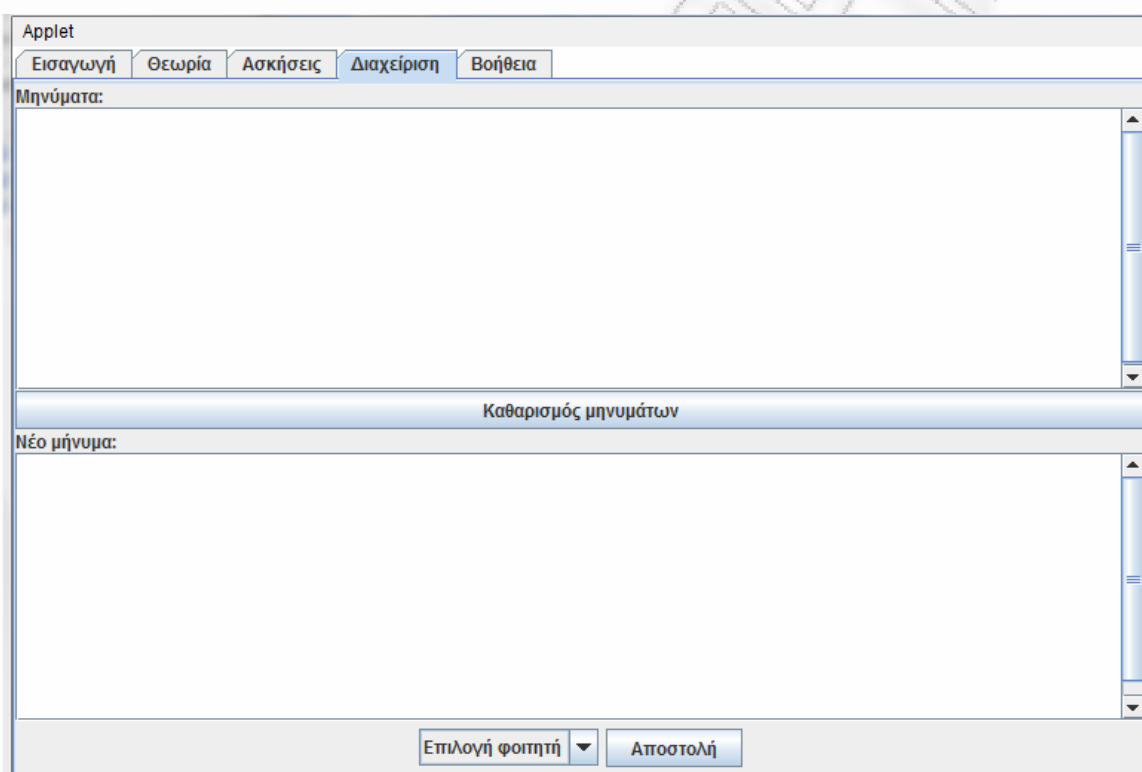 Applet
Εισαγωγή Θεωρία Ασκήσεις Διαχείριση Βοήθεια
Μηνύματα:
Καθαρισμός μηνυμάτων
Νέο μήνυμα:
Επιλογή φοιτητή Αποστολή